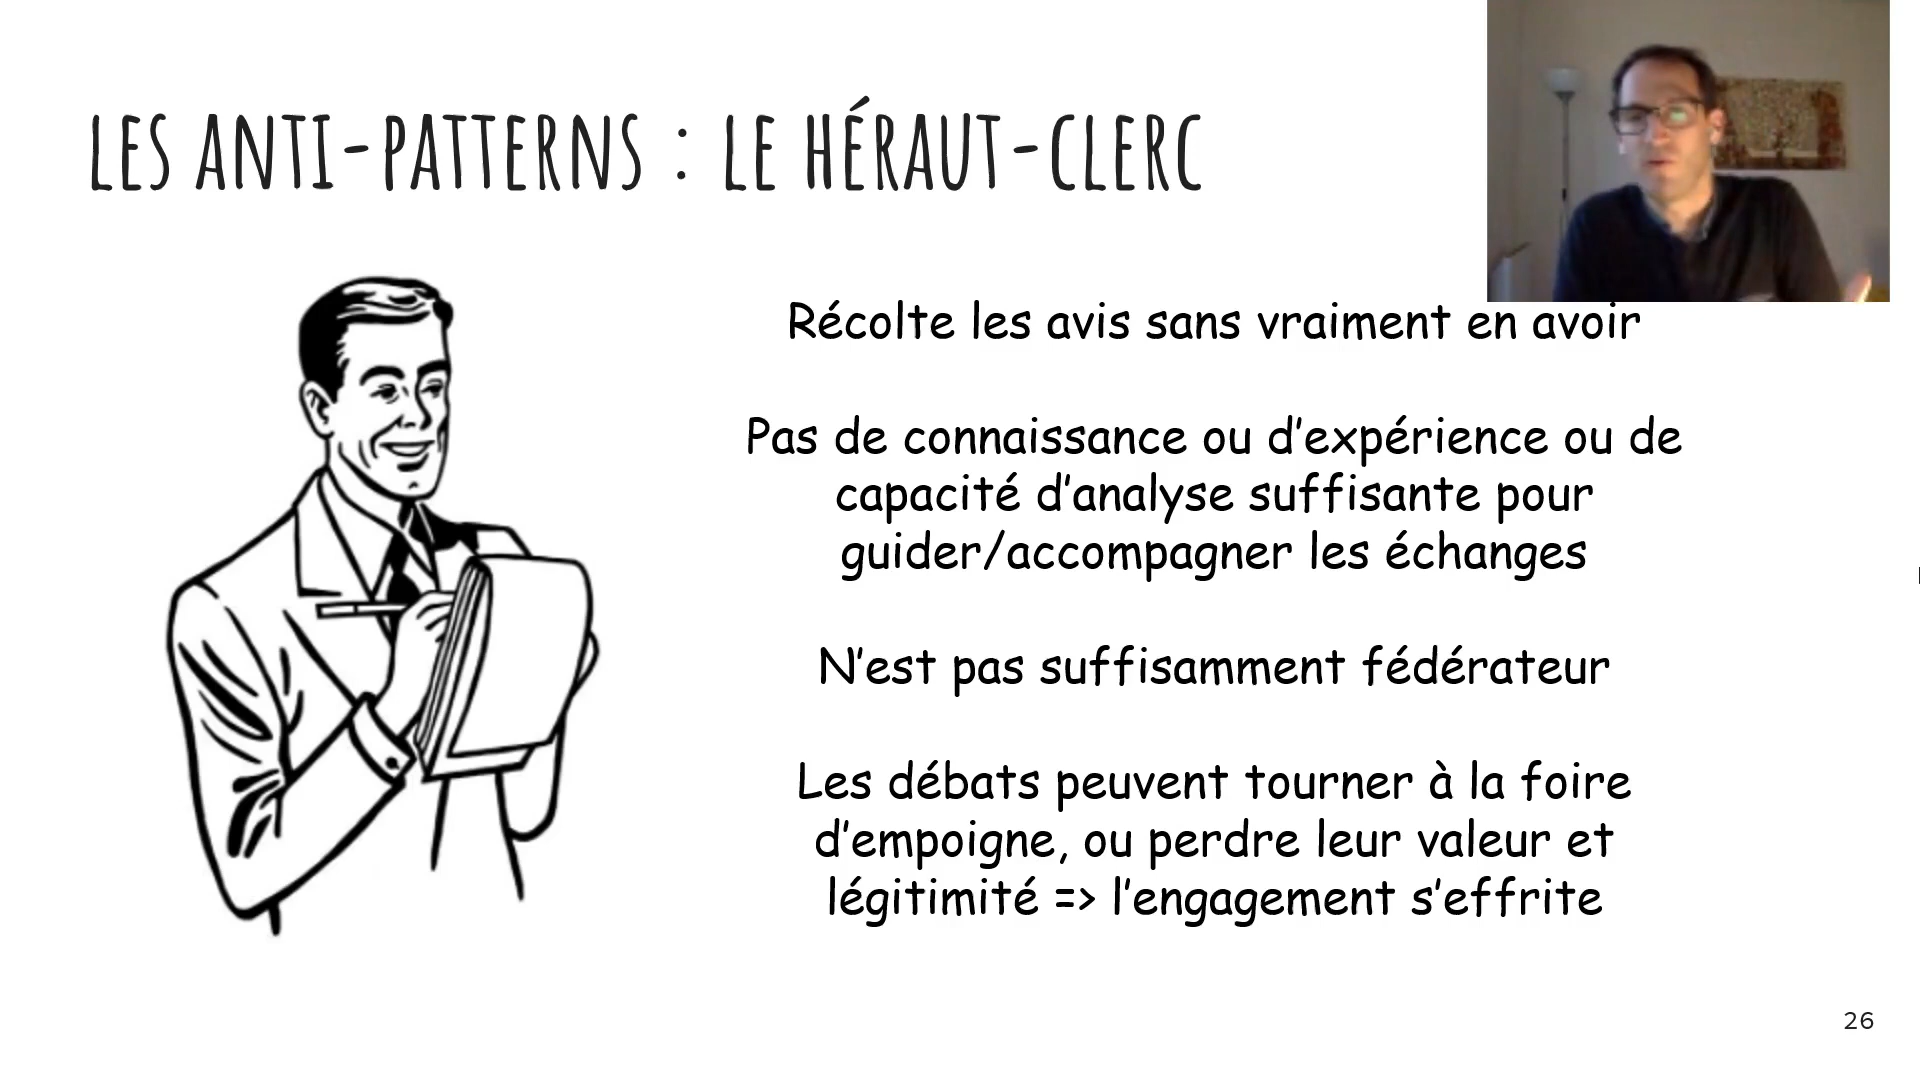 LES ANTI-PATTERNS : LE HÉRAUT-CLERC
Récolte les avis sans vraiment en avoir
Pas de connaissance ou d’expérience ou de
capacité d’analyse suffisante pour
guider/accompagner les échanges
N’est pas suffisamment fédérateur
Les débats peuvent tourner à la foire
d’empoigne, ou perdre leur valeur et
légitimité => l’engagement s’effrite
26